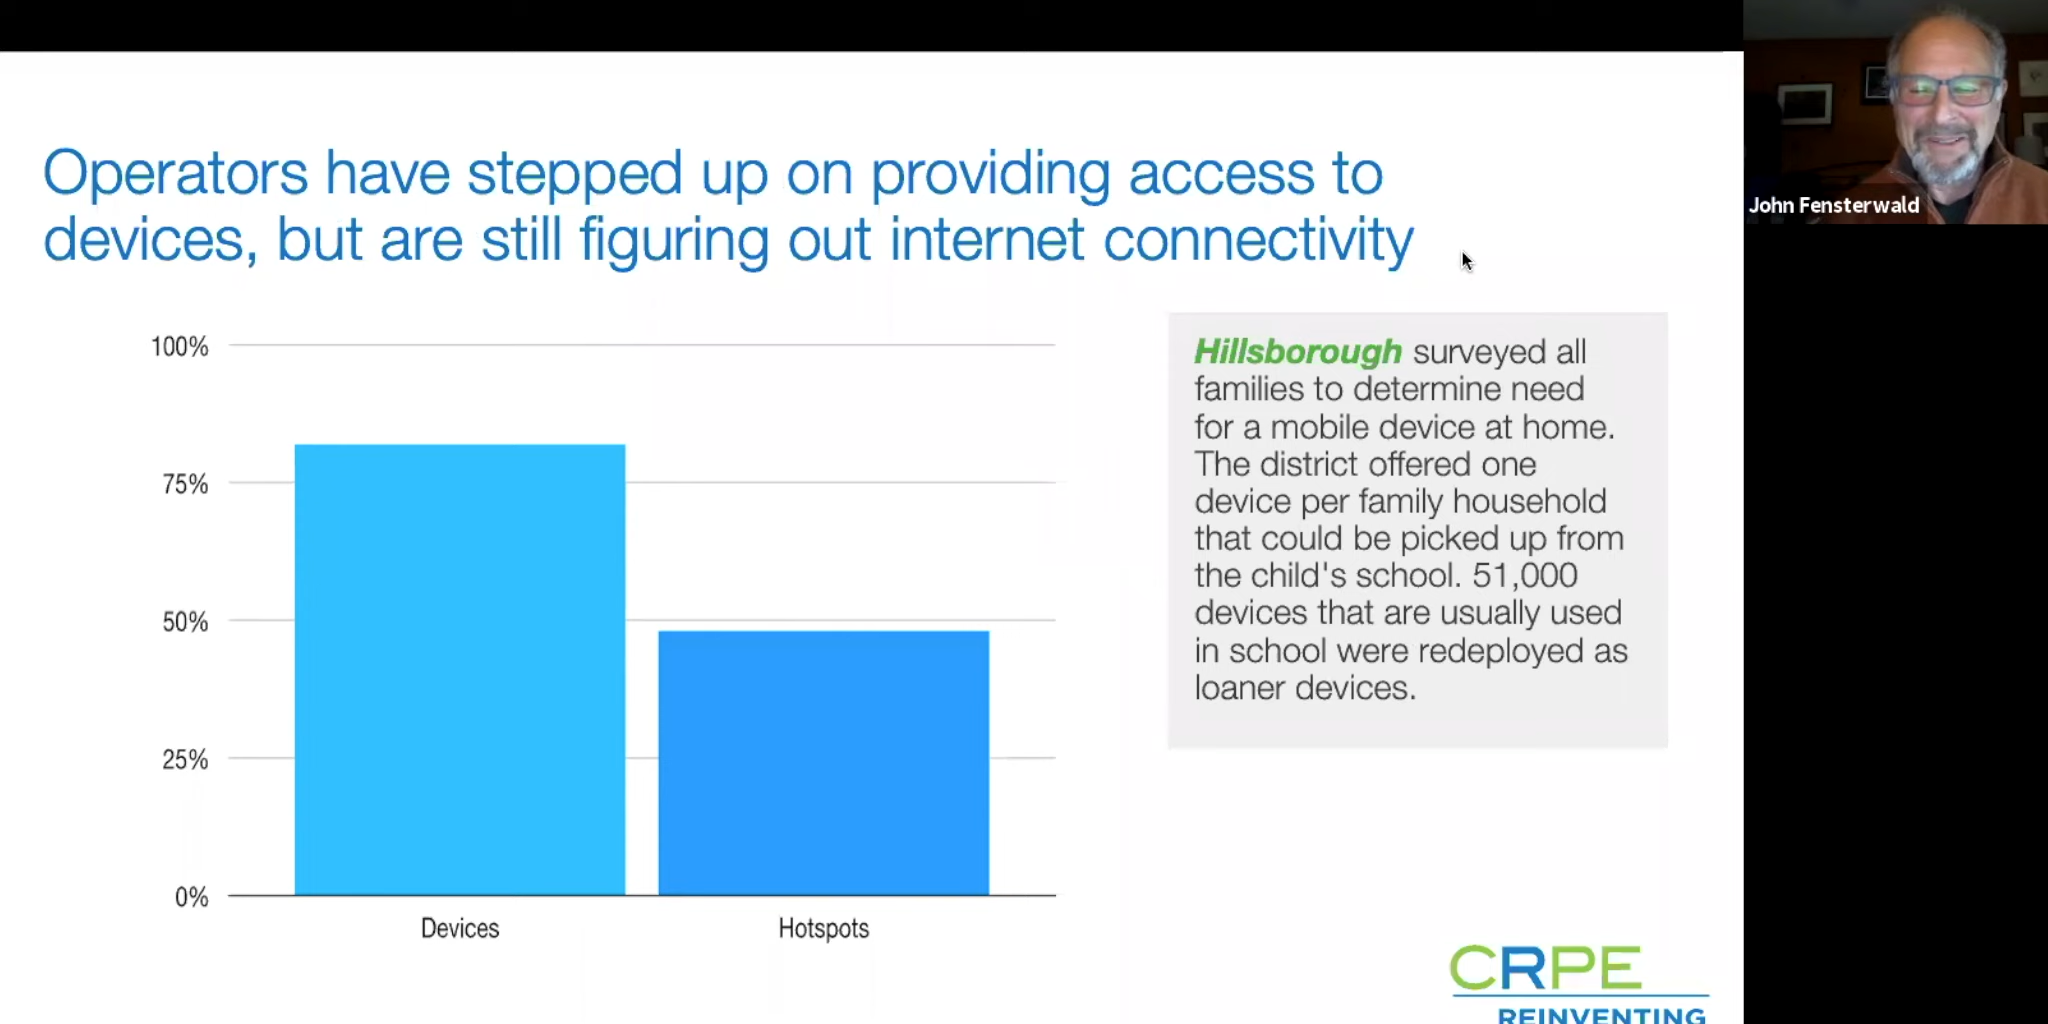 Operators have stepped up on providing access to
devices, but are still figuring out internet connectivity
100%
75%
50%
25%
0%
Devices
Hotspots
Hillsborough surveyed all
families to determine need
for a mobile device at home.
The district offered one
device per family household
that could be picked up from
the child's school. 51,000
devices that are usually used
in school were redeployed as
loaner devices.
CRPE
REINVENTING
John Fensterwald